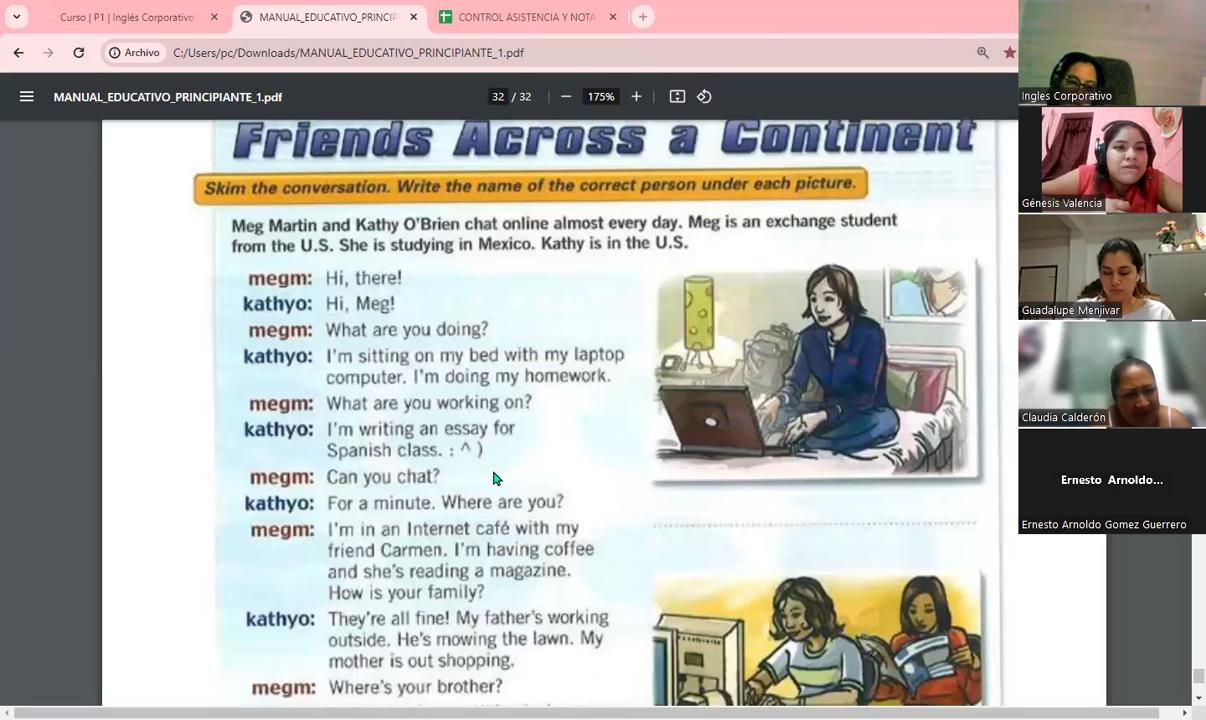 Curso | P1 | Inglés Corporativo
MANUAL_EDUCATIVO_PRINCIP
CONTROL ASISTENCIA Y NOTA
Archivo
C:/Users/pc/Downloads/MANUAL_EDUCATIVO_PRINCIPIANTE_1.pdf
MANUAL_EDUCATIVO_PRINCIPIANTE_1.pdf
32 / 32
175%
Friends Across a Continent
Skim the conversation. Write the name of the correct person under each picture.
Meg Martin and Kathy O'Brien chat online almost every day. Meg is an exchange student
from the U.S. She is studying in Mexico. Kathy is in the U.S.
megm: Hi, there!
kathyo: Hi, Meg!
megm: What are you doing?
kathyo: I'm sitting on my bed with my laptop
computer. I'm doing my homework.
megm: What are you working on?
kathyo: I'm writing an essay for
Spanish class. : ^ )
megm: Can you chat?
kathyo: For a minute. Where are you?
megm: I'm in an Internet café with my
friend Carmen. I'm having coffee
and she's reading a magazine.
How is your family?
kathyo: They're all fine! My father's working
outside. He's mowing the lawn. My
mother is out shopping.
megm: Where's your brother?
Ingles Corporativo
Génesis Valencia
Guadalupe Menjivar
Claudia Calderón
Ernesto Arnoldo...
Ernesto Arnoldo Gomez Guerrero